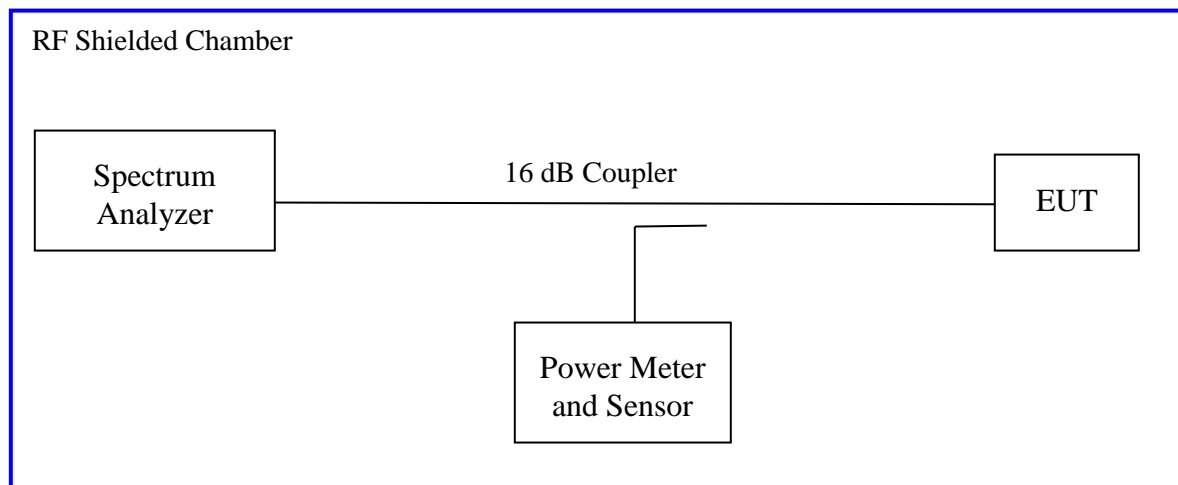 RF Shielded Chamber
Spectrum
Analyzer
16 dB Coupler
EUT
Power Meter
and Sensor